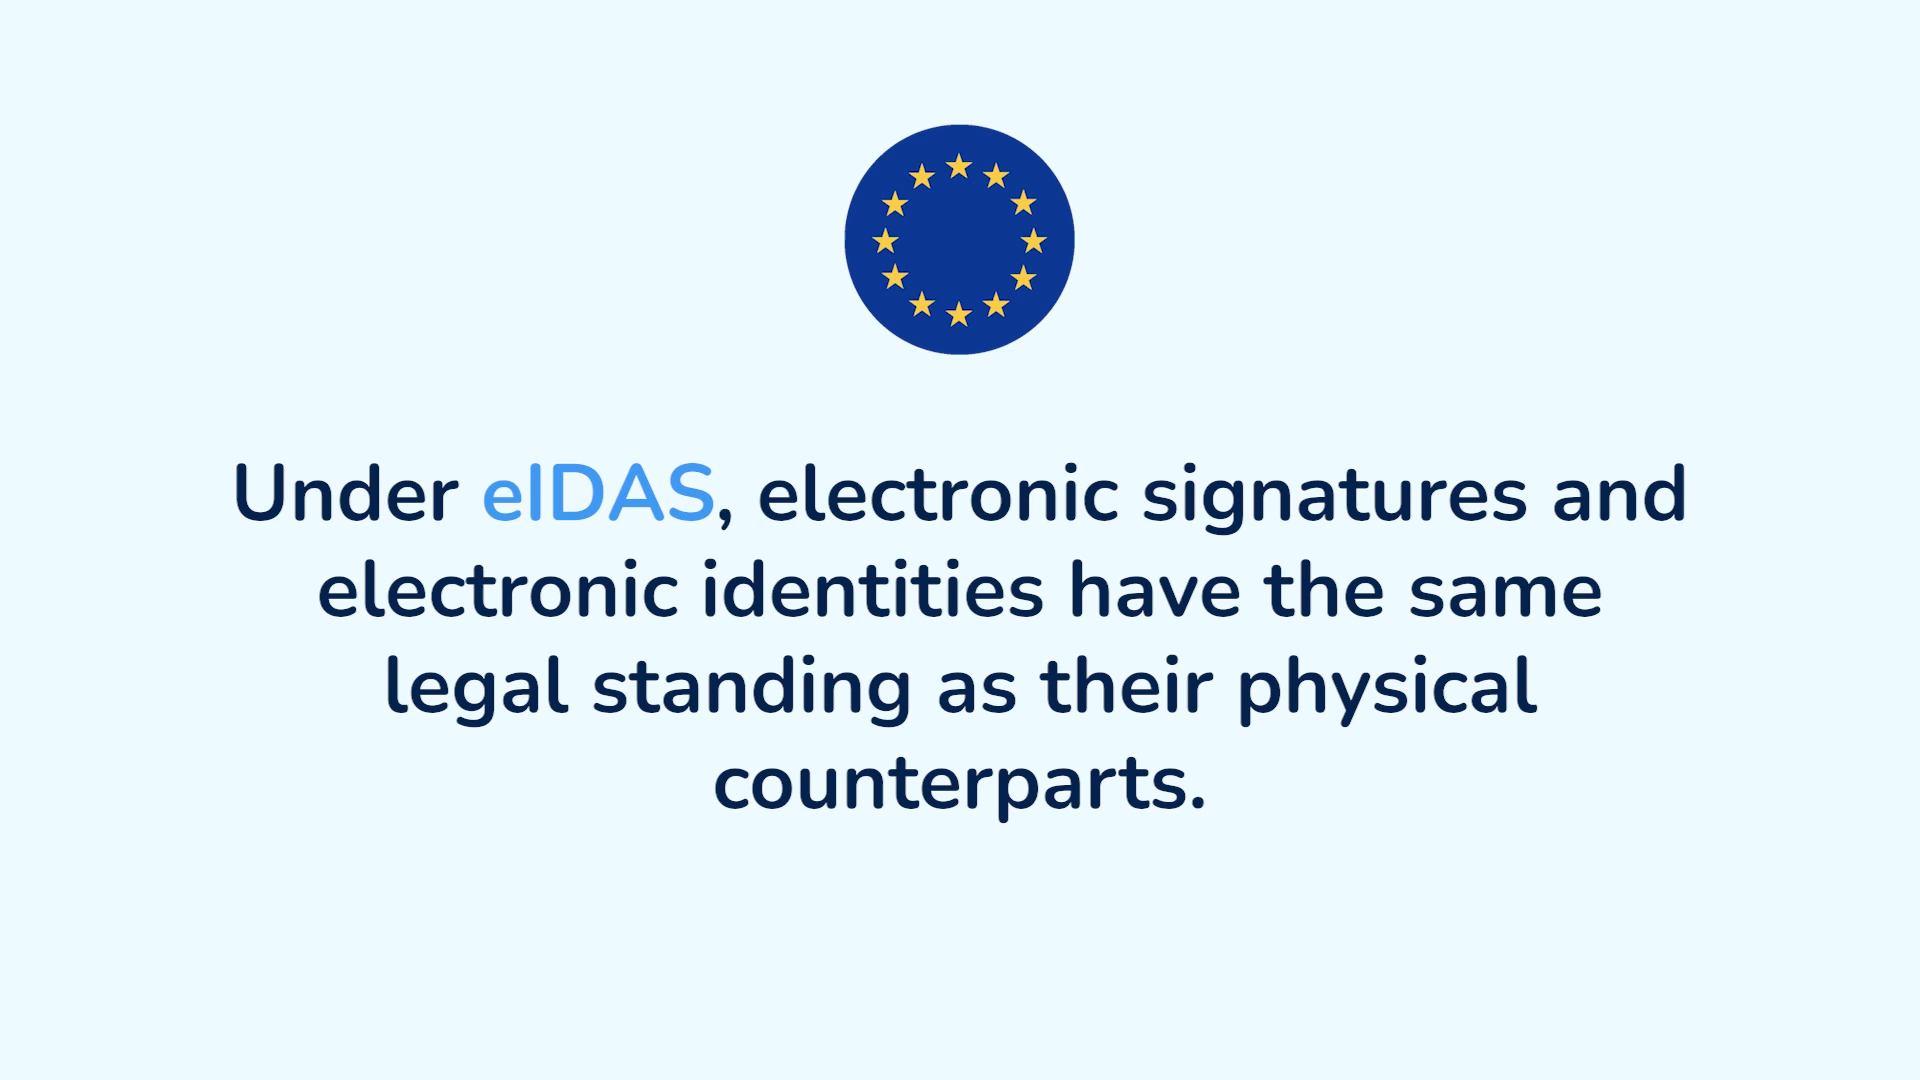 Under eIDAS, electronic signatures and
electronic identities have the same
legal standing as their physical
counterparts.